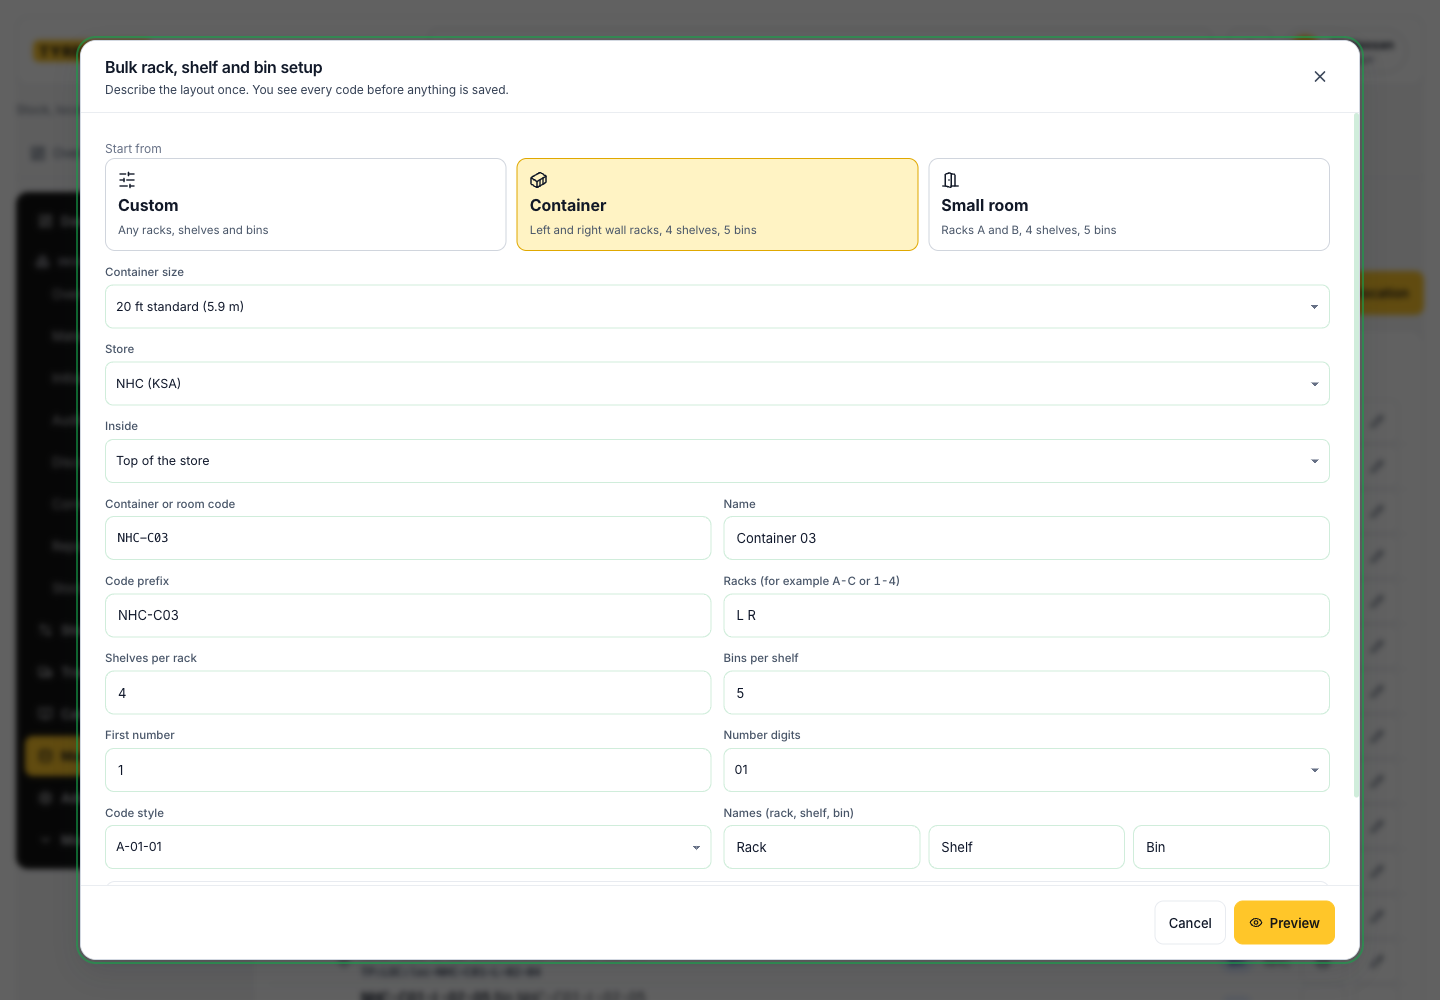 Bulk rack, shelf and bin setup
Describe the layout once. You see every code before anything is saved.
Start from
Custom
Any racks, shelves and bins
Container
Left and right wall racks, 4 shelves, 5 bins
Small room
Racks A and B, 4 shelves, 5 bins
Container size
20 ft standard (5.9 m)
Store
NHC (KSA)
Inside
Top of the store
Container or room code
Name
NHC-C03
Container 03
Code prefix
Racks (for example A-C or 1-4)
NHC-C03
L R
Shelves per rack
Bins per shelf
4
5
First number
Number digits
1
01
Code style
Names (rack, shelf, bin)
A-01-01
Rack
Shelf
Bin
Cancel
Preview